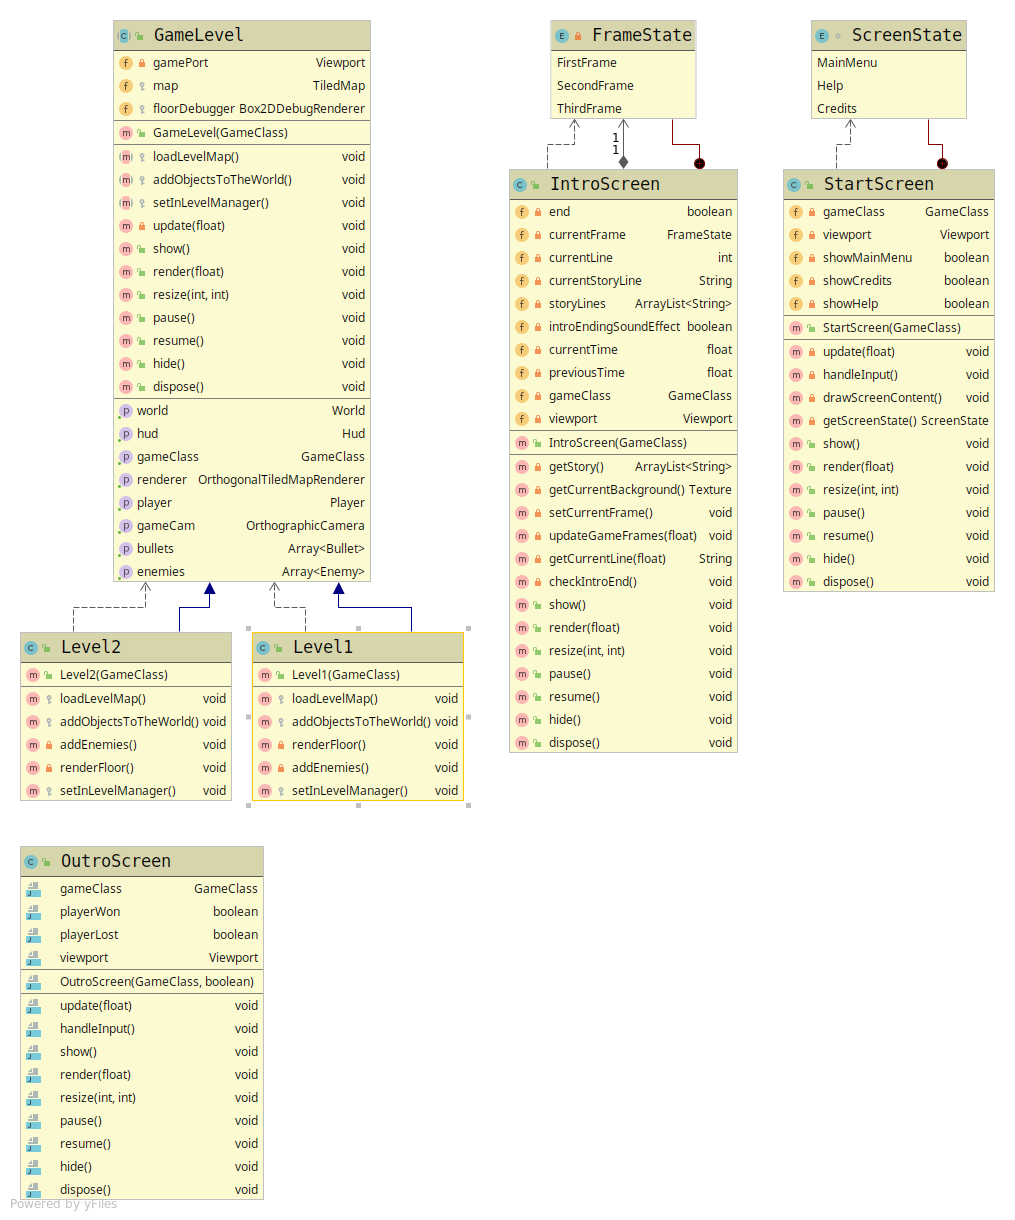 GameLevel
gamePort Viewport
map TiledMap
floorDebugger Box2DDebugRenderer
GameLevel(GameClass)
loadLevelMap() void
addObjectsToTheWorld() void
setInLevelManager() void
update(float) void
show() void
render(float) void
resize(int, int) void
pause() void
resume() void
hide() void
dispose() void
world World
hud Hud
gameClass GameClass
renderer OrthogonalTiledMapRenderer
player Player
gameCam OrthographicCamera
bullets Array<Bullet>
enemies Array<Enemy>
Level2
Level2(GameClass)
loadLevelMap() void
addObjectsToTheWorld() void
addEnemies() void
renderFloor() void
setInLevelManager() void
Level1
Level1(GameClass)
loadLevelMap() void
addObjectsToTheWorld() void
renderFloor() void
addEnemies() void
setInLevelManager() void
FrameState
FirstFrame
SecondFrame
ThirdFrame
1
1
IntroScreen
end boolean
currentFrame FrameState
currentLine int
currentStoryLine String
storyLines ArrayList<String>
introEndingSoundEffect boolean
currentTime float
previousTime float
gameClass GameClass
viewport Viewport
IntroScreen(GameClass)
getStory() ArrayList<String>
getCurrentBackground() Texture
setCurrentFrame() void
updateGameFrames(float) void
getCurrentLine(float) String
checkIntroEnd() void
show() void
render(float) void
resize(int, int) void
pause() void
resume() void
hide() void
dispose() void
ScreenState
MainMenu
Help
Credits
StartScreen
gameClass GameClass
viewport Viewport
showMainMenu boolean
showCredits boolean
showHelp boolean
StartScreen(GameClass)
update(float) void
handleInput() void
drawScreenContent() void
getScreenState() ScreenState
show() void
render(float) void
resize(int, int) void
pause() void
resume() void
hide() void
dispose() void
OutroScreen
gameClass GameClass
playerWon boolean
playerLost boolean
viewport Viewport
OutroScreen(GameClass, boolean)
update(float) void
handleInput() void
show() void
render(float) void
resize(int, int) void
pause() void
resume() void
hide() void
dispose() void
Powered by yFiles